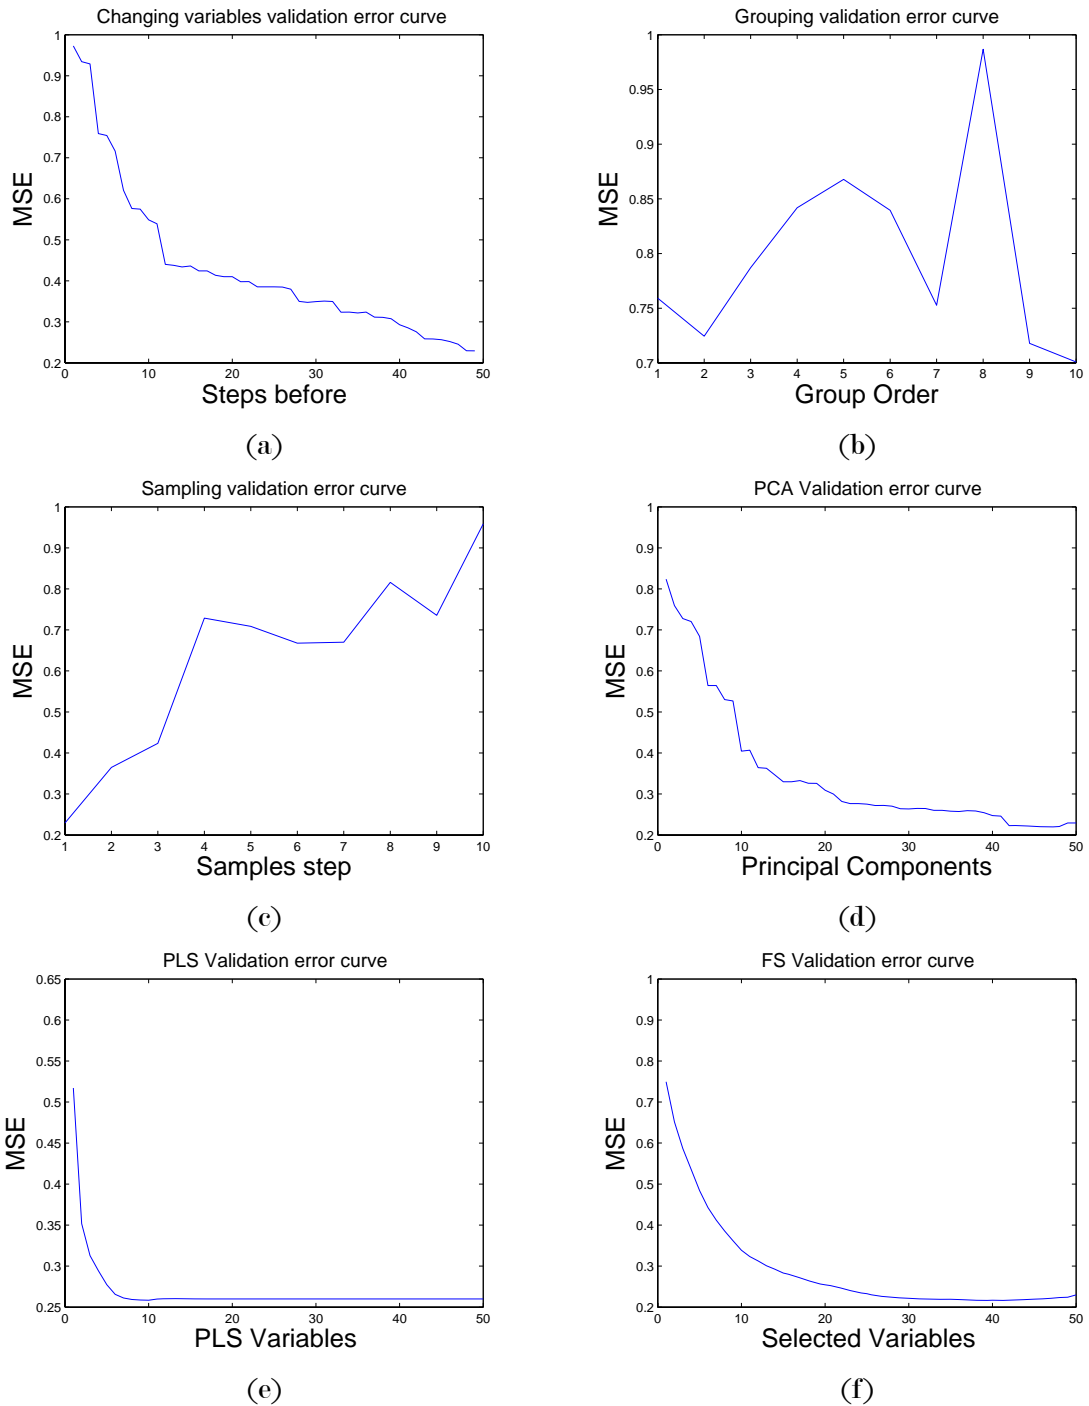 Changing variables validation error curve
1
0.9
0.8
0.7
0.6
0.5
0.4
0.3
0.2
MSE
0 10 20 30 40 50
Steps before
(a)
Grouping validation error curve
1
0.95
0.9
0.85
0.8
0.75
0.7
MSE
1 2 3 4 5 6 7 8 9 10
Group Order
(b)
Sampling validation error curve
1
0.9
0.8
0.7
0.6
0.5
0.4
0.3
0.2
MSE
1 2 3 4 5 6 7 8 9 10
Samples step
(c)
PCA Validation error curve
1
0.9
0.8
0.7
0.6
0.5
0.4
0.3
0.2
MSE
0 10 20 30 40 50
Principal Components
(d)
PLS Validation error curve
0.65
0.6
0.55
0.5
0.45
0.4
0.35
0.3
0.25
MSE
0 10 20 30 40 50
PLS Variables
(e)
FS Validation error curve
1
0.9
0.8
0.7
0.6
0.5
0.4
0.3
0.2
MSE
0 10 20 30 40 50
Selected Variables
(f)